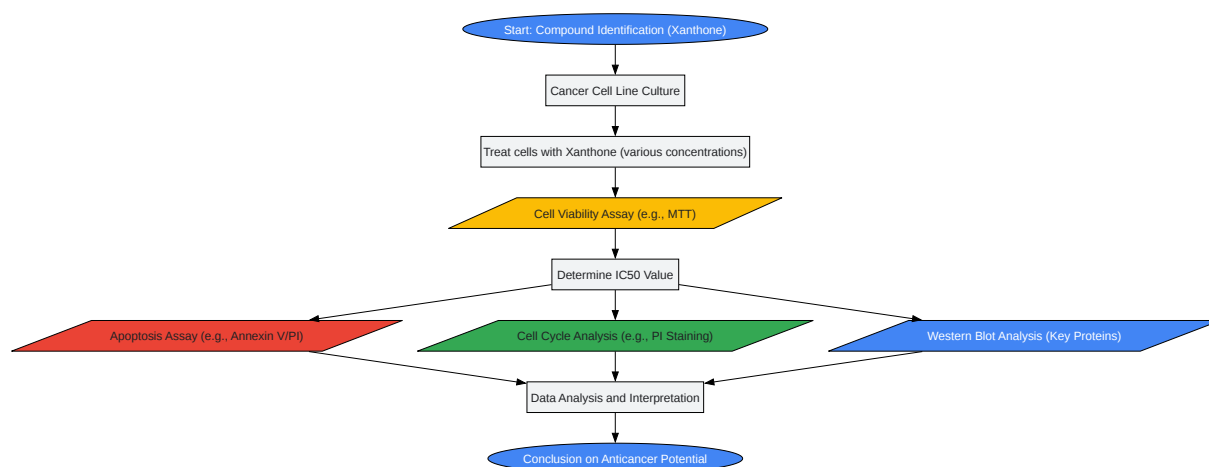 Start: Compound Identification (Xanthone)
Cancer Cell Line Culture
Treat cells with Xanthone (various concentrations)
Cell Viability Assay (e.g., MTT)
Determine IC50 Value
Apoptosis Assay (e.g., Annexin V/PI)
Cell Cycle Analysis (e.g., PI Staining)
Western Blot Analysis (Key Proteins)
Data Analysis and Interpretation
Conclusion on Anticancer Potential